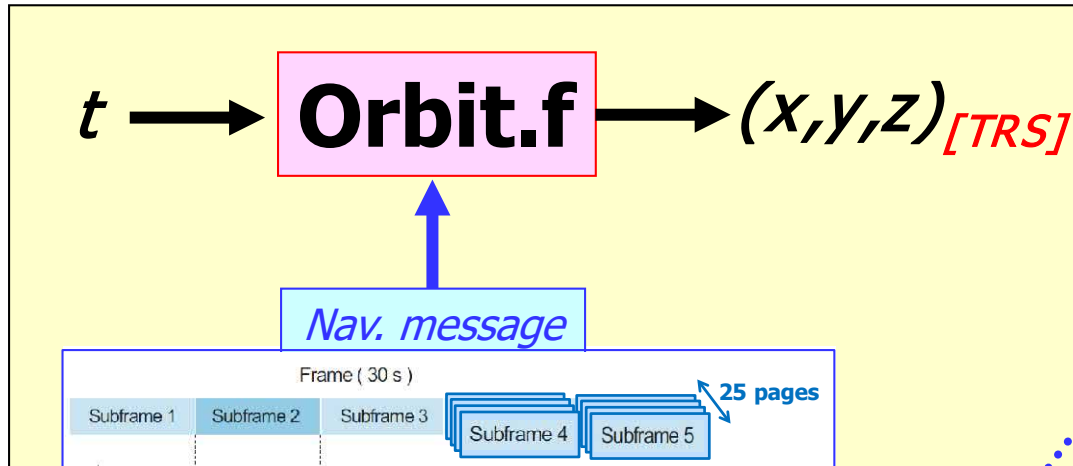 t Orbit.f (x,y,z)[TRS]
Nav. message
Frame ( 30 s )
25 pages
Subframe 1 Subframe 2 Subframe 3 Subframe 4 Subframe 5